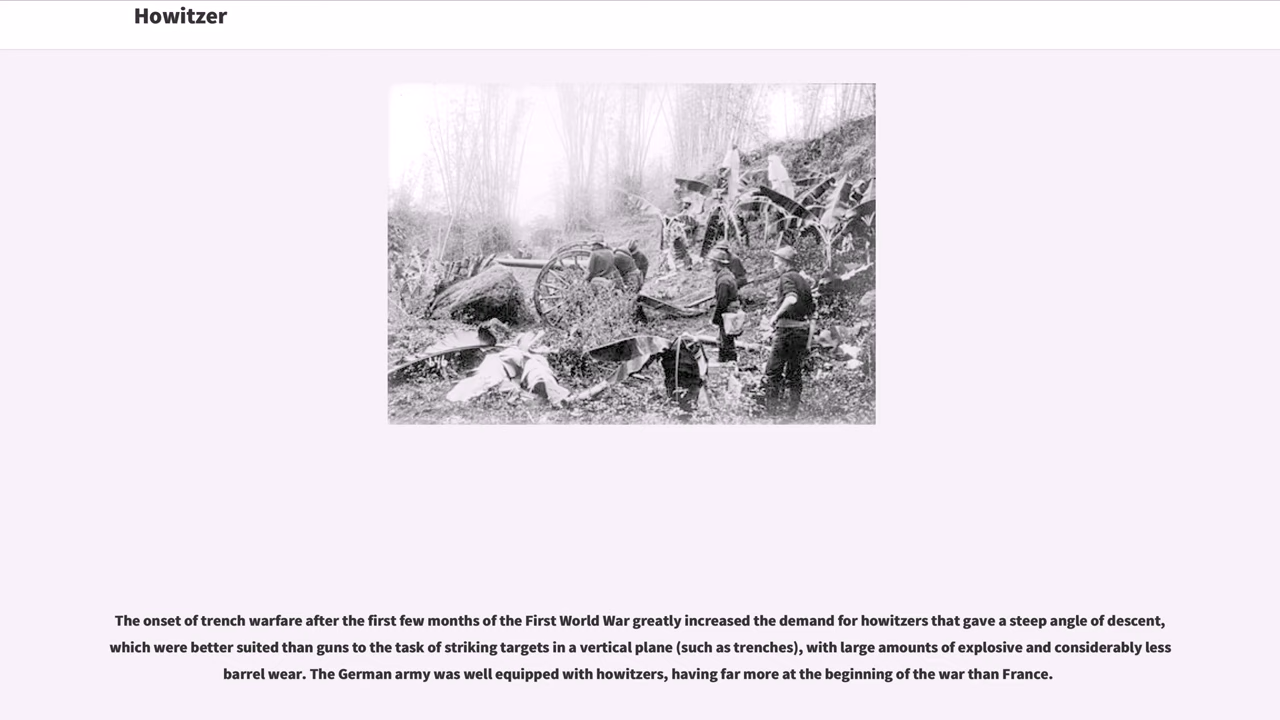 Howitzer
The onset of trench warfare after the first few months of the First World War greatly increased the demand for howitzers that gave a steep angle of descent,
which were better suited than guns to the task of striking targets in a vertical plane (such as trenches), with large amounts of explosive and considerably less
barrel wear. The German army was well equipped with howitzers, having far more at the beginning of the war than France.